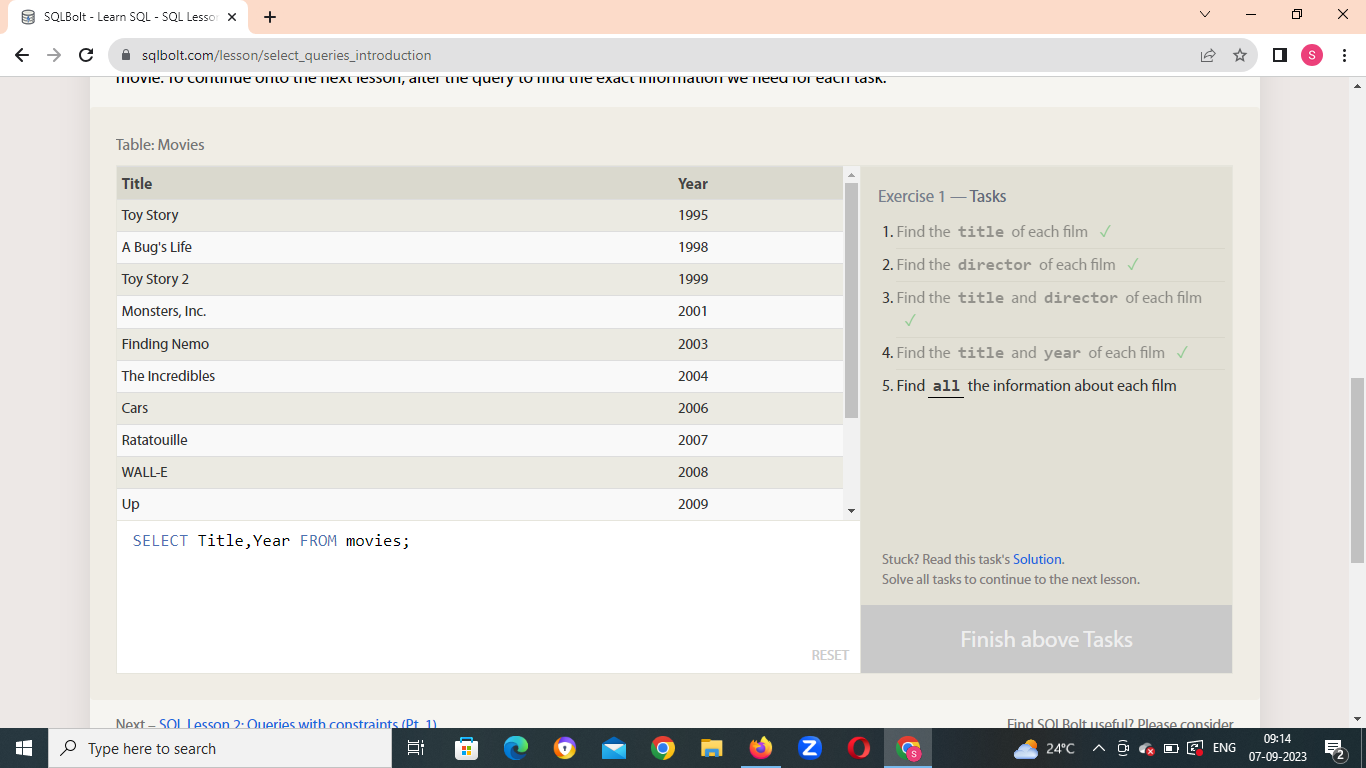 SQLBolt - Learn SQL - SQL Lesson
sqlbolt.com/lesson/select_queries_introduction
S
movie. To continue onto the next lesson, alter the query to find the exact information we need for each task.
Table: Movies
Title Year
Toy Story 1995
A Bug's Life 1998
Toy Story 2 1999
Monsters, Inc. 2001
Finding Nemo 2003
The Incredibles 2004
Cars 2006
Ratatouille 2007
WALL-E 2008
Up 2009
SELECT Title,Year FROM movies;
RESET
Exercise 1 — Tasks
1. Find the title of each film ✓
2. Find the director of each film ✓
3. Find the title and director of each film
✓
4. Find the title and year of each film ✓
5. Find all the information about each film
Stuck? Read this task's Solution.
Solve all tasks to continue to the next lesson.
Finish above Tasks
Next – SQL Lesson 2: Queries with constraints (Pt. 1)
Find SQLBolt useful? Please consider
Type here to search
Z
S
24°C
ENG
09:14
07-09-2023
2